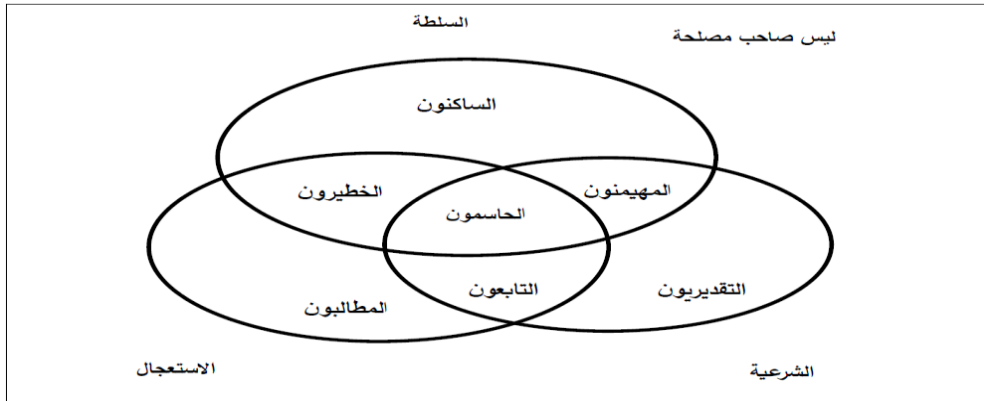 السلطة
ليس صاحب مصلحة
الساكنون
المهيمنون
الخطيرون
الحاسمون
التقديريون
التابعون
المطالبون
الشرعية
الاستعجال